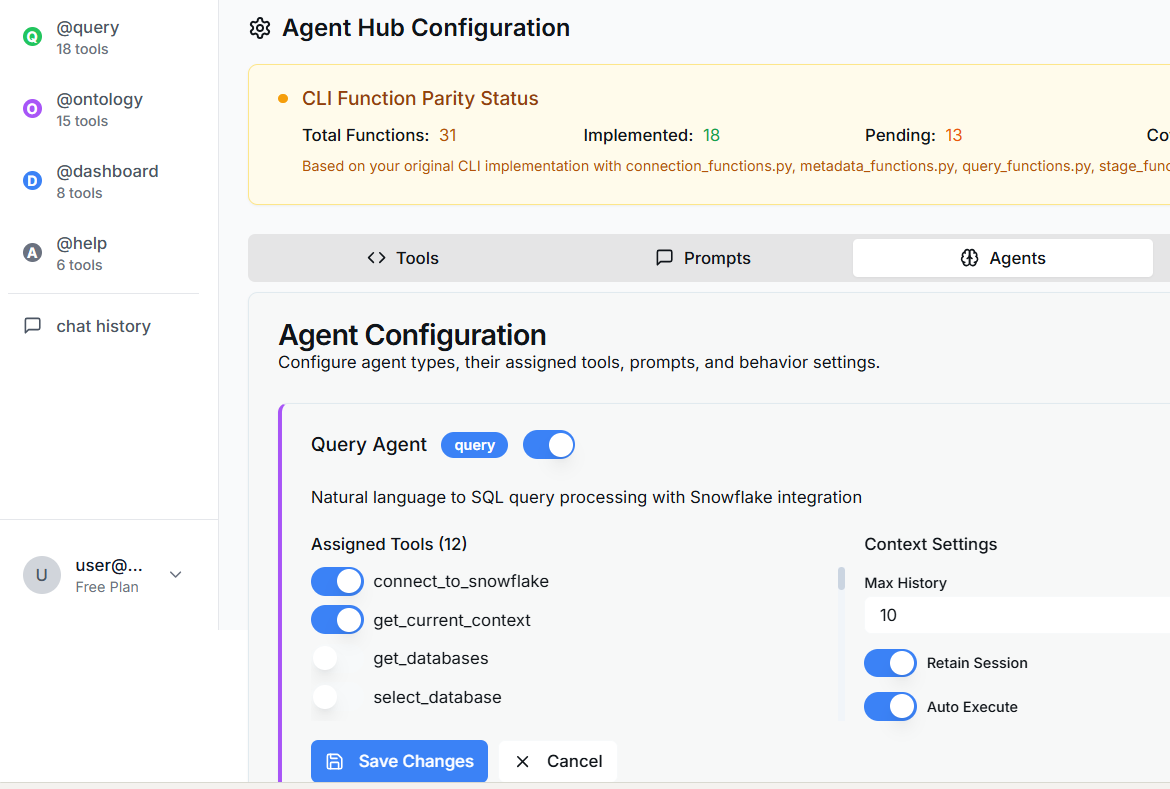 Q @query
18 tools
O @ontology
15 tools
D @dashboard
8 tools
A @help
6 tools
chat history
U user@...
Free Plan
Agent Hub Configuration
CLI Function Parity Status
Total Functions: 31 Implemented: 18 Pending: 13
Based on your original CLI implementation with connection_functions.py, metadata_functions.py, query_functions.py,
Tools Prompts Agents
Agent Configuration
Configure agent types, their assigned tools, prompts, and behavior settings.
Query Agent query
Natural language to SQL query processing with Snowflake integration
Assigned Tools (12)
connect_to_snowflake
get_current_context
get_databases
select_database
Context Settings
Max History
10
Retain Session
Auto Execute
Save Changes Cancel